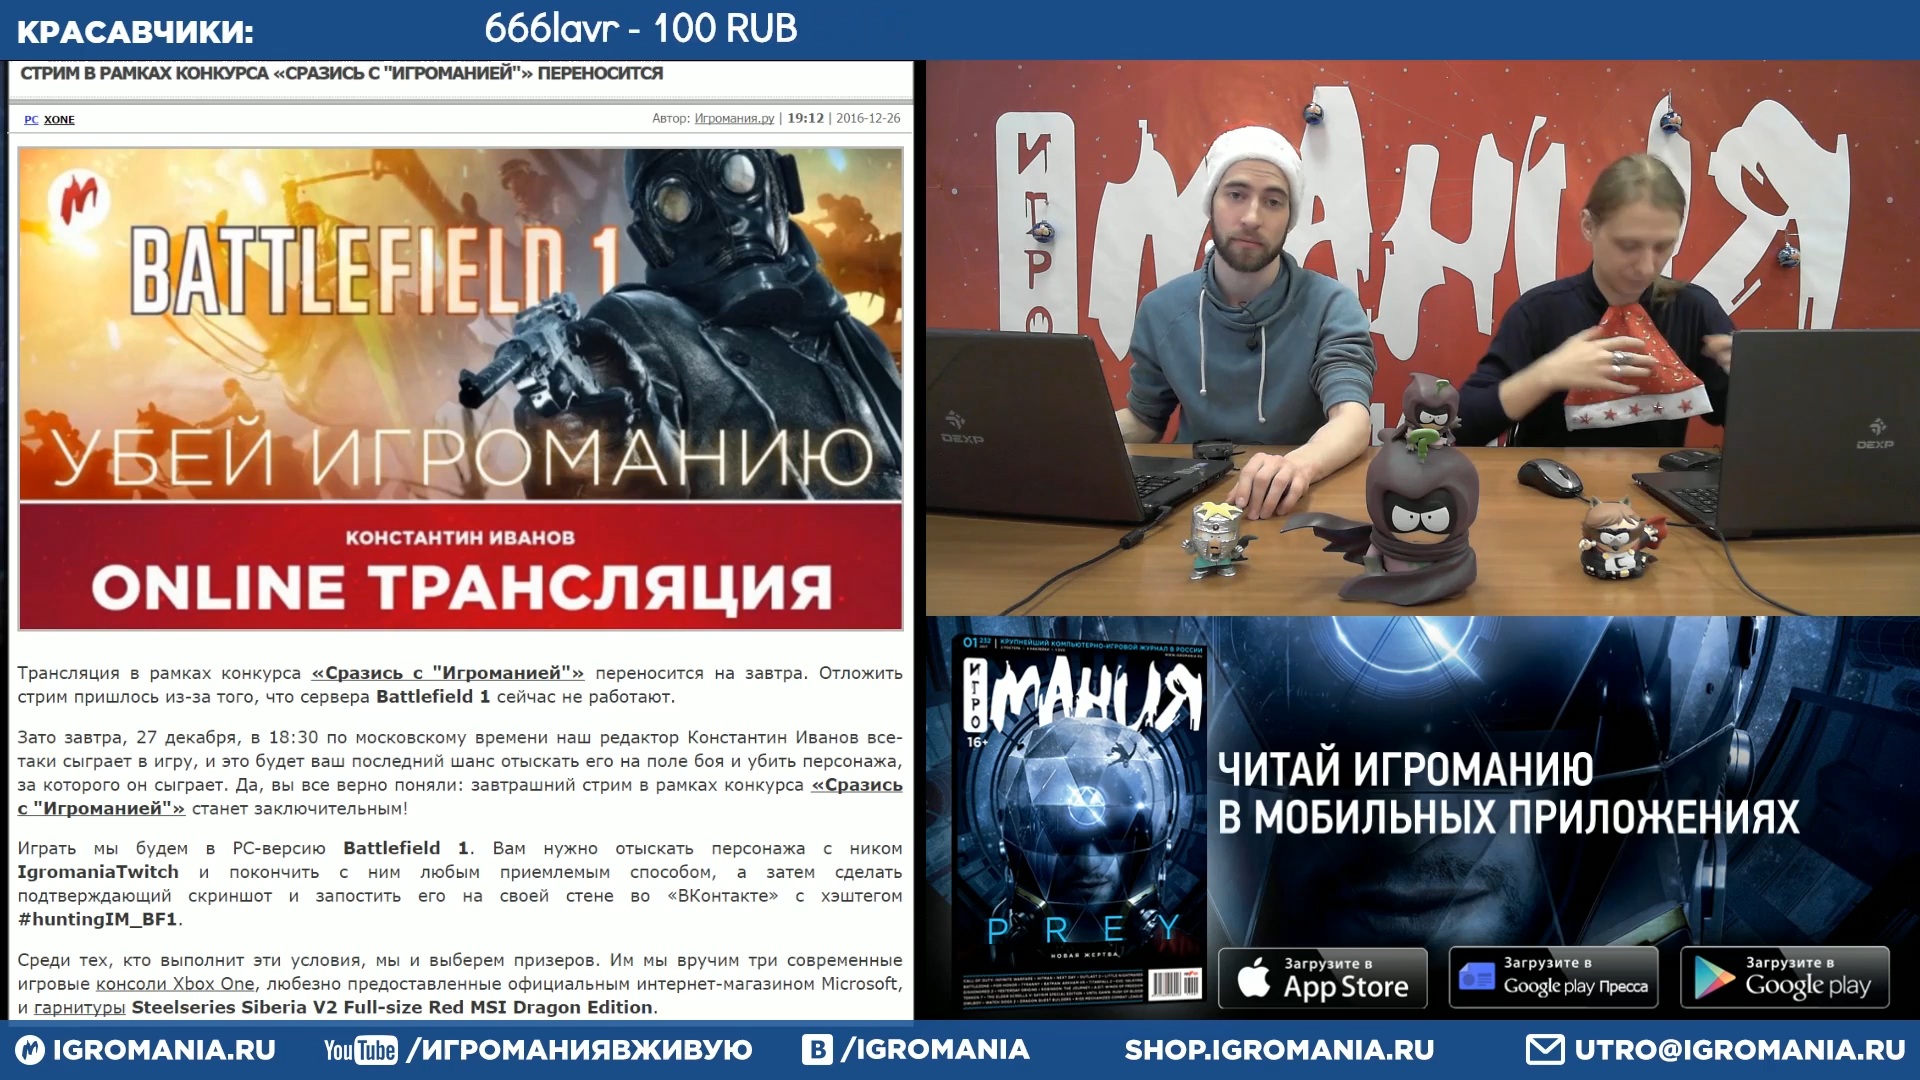 КРАСАВЧИКИ:
666lavr - 100 RUB
СТРИМ В РАМКАХ КОНКУРСА «СРАЗИСЬ С "ИГРОМАНИЕЙ"» ПЕРЕНОСИТСЯ
PC XONE
Автор: Игромания.ру | 19:12 | 2016-12-26
BATTLEFIELD 1
УБЕЙ ИГРОМАНИЮ
КОНСТАНТИН ИВАНОВ
ONLINE ТРАНСЛЯЦИЯ
Трансляция в рамках конкурса «Сразись с "Игроманией"» переносится на завтра. Отложить
стрим пришлось из-за того, что сервера Battlefield 1 сейчас не работают.
Зато завтра, 27 декабря, в 18:30 по московскому времени наш редактор Константин Иванов все-
таки сыграет в игру, и это будет ваш последний шанс отыскать его на поле боя и убить персонажа,
за которого он сыграет. Да, вы все верно поняли: завтрашний стрим в рамках конкурса «Сразись
с "Игроманией"» станет заключительным!
Играть мы будем в PC-версию Battlefield 1. Вам нужно отыскать персонажа с ником
IgromaniaTwitch и покончить с ним любым приемлемым способом, а затем сделать
подтверждающий скриншот и запостить его на своей стене во «ВКонтакте» с хэштегом
#huntingIM_BF1.
Среди тех, кто выполнит эти условия, мы и выберем призеров. Им мы вручим три современные
игровые консоли Xbox One, любезно предоставленные официальным интернет-магазином Microsoft,
и гарнитуры Steelseries Siberia V2 Full-size Red MSI Dragon Edition.
ИГРО
МАНИЯ
DEXP
DEXP
01 232
КРУПНЕЙШИЙ КОМПЬЮТЕРНО-ИГРОВОЙ ЖУРНАЛ В РОССИИ
ИГРО
МАНИЯ
16+
PREY
НОВАЯ ЖЕРТВА
ЧИТАЙ ИГРОМАНИЮ
В МОБИЛЬНЫХ ПРИЛОЖЕНИЯХ
Загрузите в
App Store
Загрузите в
Google play Пресса
Загрузите в
Google play
IGROMANIA.RU
YouTube /ИГРОМАНИЯВЖИВУЮ
B /IGROMANIA
SHOP.IGROMANIA.RU
UTRO@IGROMANIA.RU